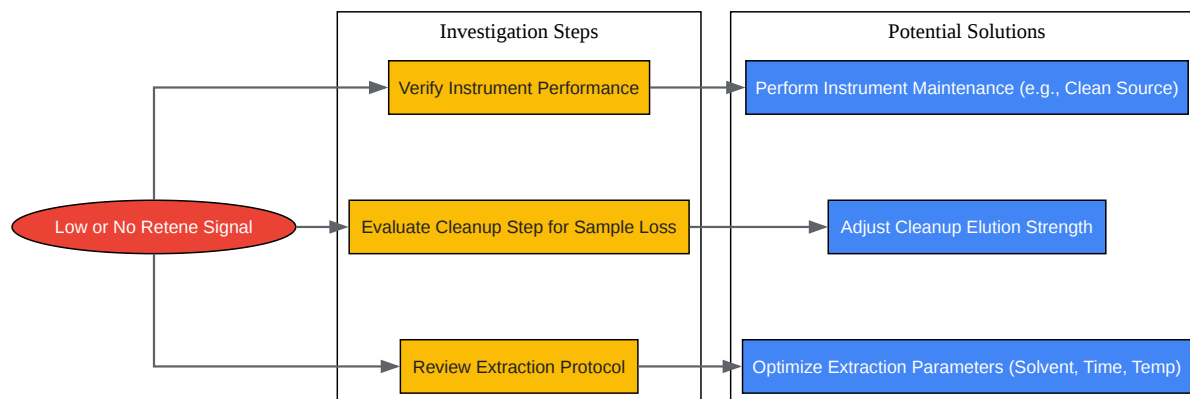 Investigation Steps
Potential Solutions
Verify Instrument Performance
Perform Instrument Maintenance (e.g., Clean Source)
Low or No Retene Signal
Evaluate Cleanup Step for Sample Loss
Adjust Cleanup Elution Strength
Review Extraction Protocol
Optimize Extraction Parameters (Solvent, Time, Temp)